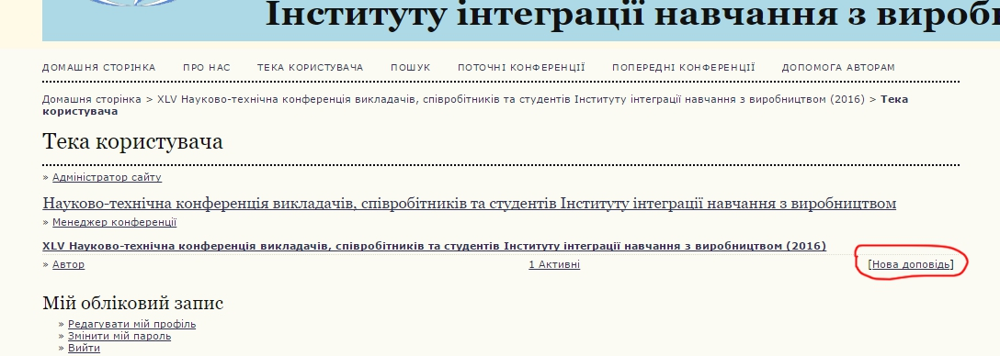 Інституту інтеграції навчання з
ДОМАШНЯ СТОРІНКА ПРО НАС ТЕКА КОРИСТУВАЧА ПОШУК ПОТОЧНІ КОНФЕРЕНЦІЇ ПОПЕРЕДНІ КОНФЕРЕНЦІЇ ДОПОМОГА АВТОРАМ
Домашня сторінка > XLV Науково-технічна конференція викладачів, співробітників та студентів Інституту інтеграції навчання з виробництвом (2016) > Тека
користувача
Тека користувача
» Адміністратор сайту
Науково-технічна конференція викладачів, співробітників та студентів Інституту інтеграції навчання з виробництвом
» Менеджер конференції
XLV Науково-технічна конференція викладачів, співробітників та студентів Інституту інтеграції навчання з виробництвом (2016)
» Автор 1 Активні [Нова доповідь]
Мій обліковий запис
» Редагувати мій профіль
» Змінити мій пароль
» Вийти